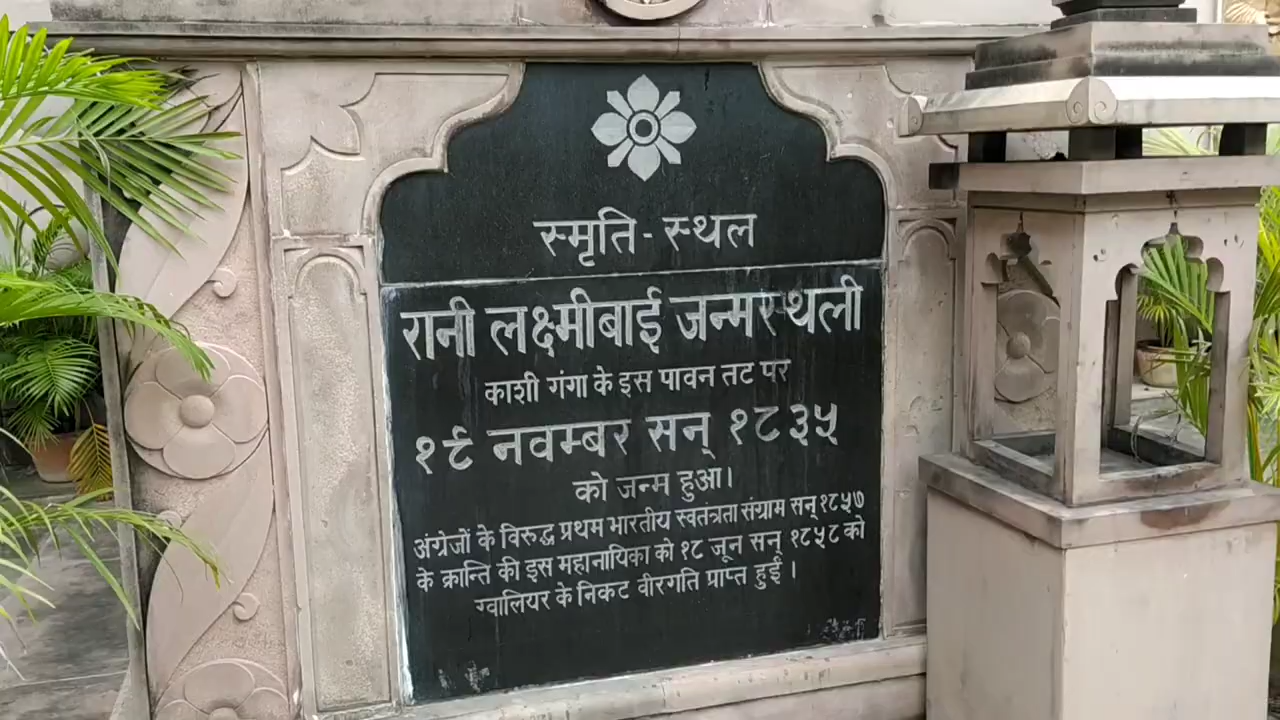 स्मृति - स्थल
रानी लक्ष्मीबाई जन्मस्थली
काशी गंगा के इस पावन तट पर
१९ नवम्बर सन् १८३५
को जन्म हुआ।
अंग्रेजों के विरुद्ध प्रथम भारतीय स्वतंत्रता संग्राम सन् १८५७
के क्रान्ति की इस महानायिका को १८ जून सन् १८५८ को
ग्वालियर के निकट वीरगति प्राप्त हुईं।